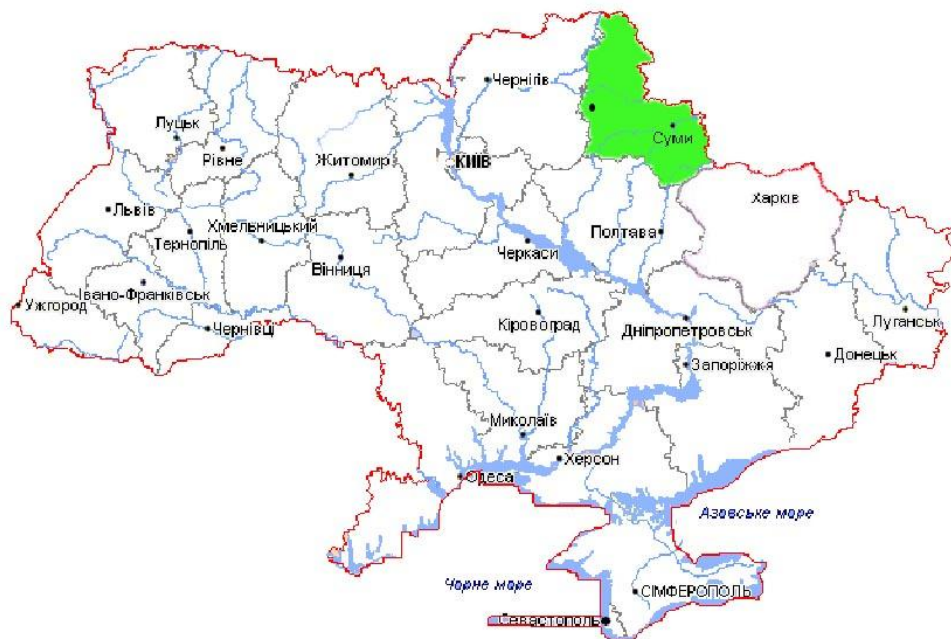 Чернігів
Луцьк
Рівне
Суми
Житомир
КИЇВ
Харків
Львів
Хмельницький
Тернопіль
Полтава
Черкаси
Вінниця
Івано-Франківськ
Ужгород
Кіровоград
Луганськ
Чернівці
Дніпропетровськ
Донецьк
Запоріжжя
Миколаїв
Херсон
Одеса
Азовське море
Чорне море
СІМФЕРОПОЛЬ
Севастополь